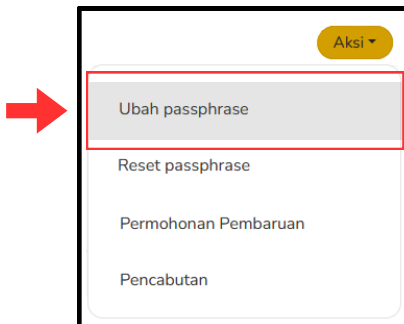 Aksi
Ubah passphrase
Reset passphrase
Permohonan Pembaruan
Pencabutan